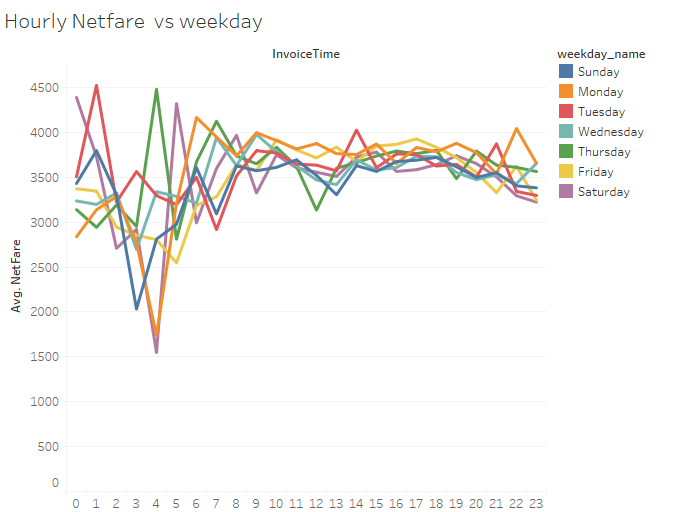 Hourly Netfare vs weekday
InvoiceTime
weekday_name
Sunday
Monday
Tuesday
Wednesday
Thursday
Friday
Saturday
Avg. NetFare
4500
4000
3500
3000
2500
2000
1500
1000
500
0
0 1 2 3 4 5 6 7 8 9 10 11 12 13 14 15 16 17 18 19 20 21 22 23